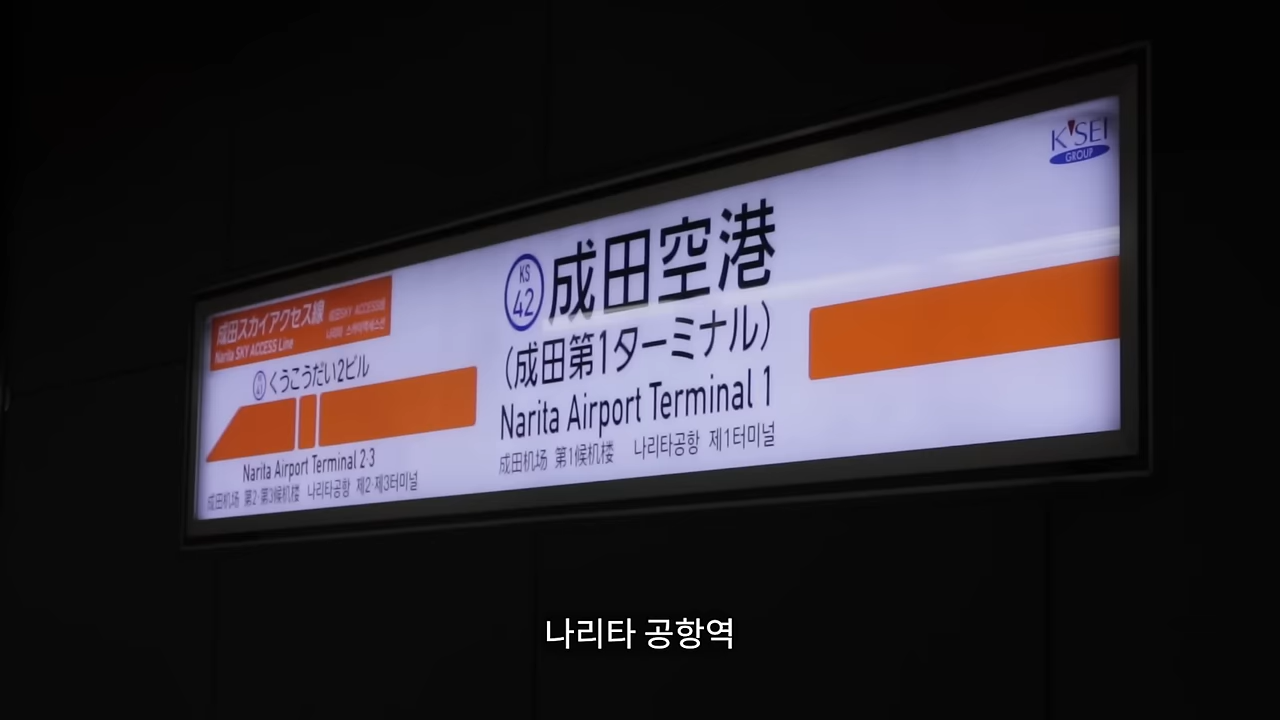 K'SEI
GROUP
成田スカイアクセス線
Narita SKY ACCESS Line
くうこうだい2ビル
Narita Airport Terminal 2·3
成田机场 第2·第3候机楼 나리타공항 제2·제3터미널
KS
42
成田空港
(成田第1ターミナル)
Narita Airport Terminal 1
成田机场 第1候机楼 나리타공항 제1터미널
나리타 공항역